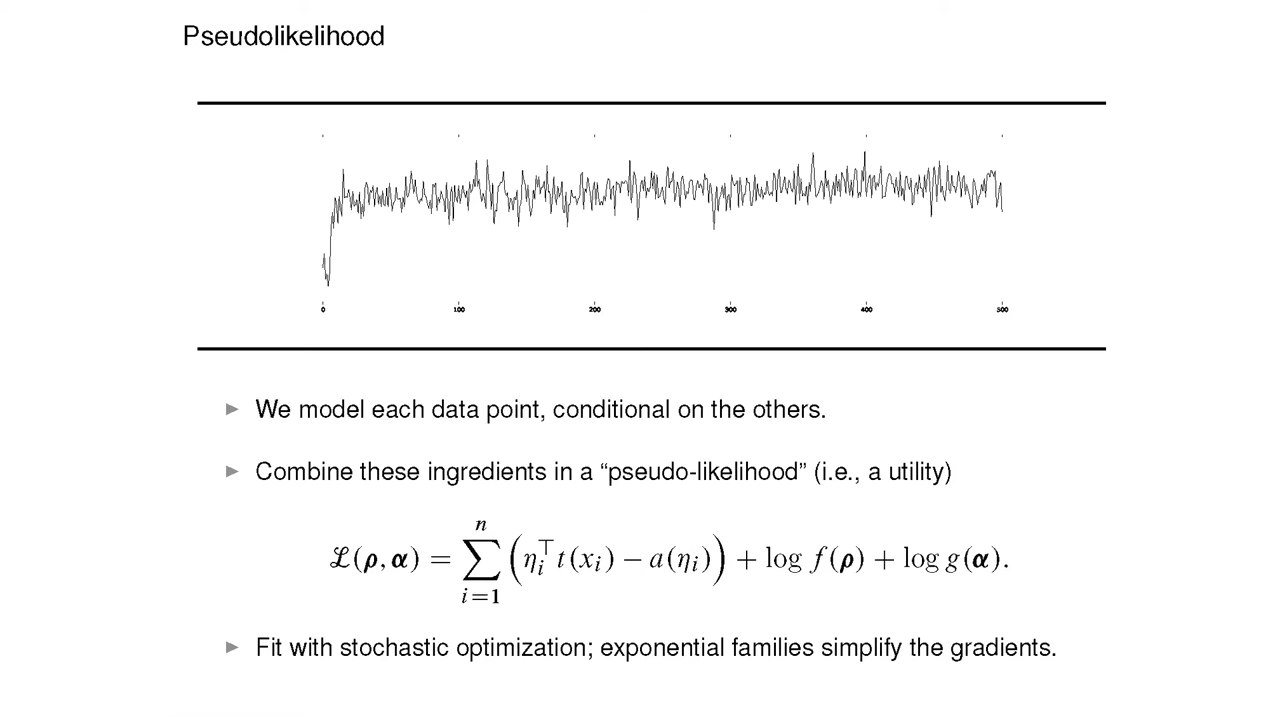 Pseudolikelihood
0 100 200 300 400 500
► We model each data point, conditional on the others.
► Combine these ingredients in a “pseudo-likelihood” (i.e., a utility)
ℒ(ρ, α) = ∑_{i=1}^{n} (η_i^⊤ t(x_i) − a(η_i)) + log f(ρ) + log g(α).
► Fit with stochastic optimization; exponential families simplify the gradients.